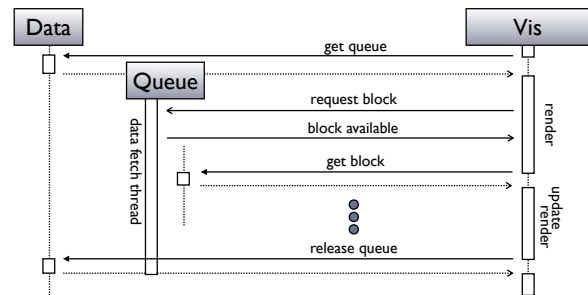 Data
Vis
get queue
Queue
request block
block available
get block
data fetch thread
render
update
render
release queue